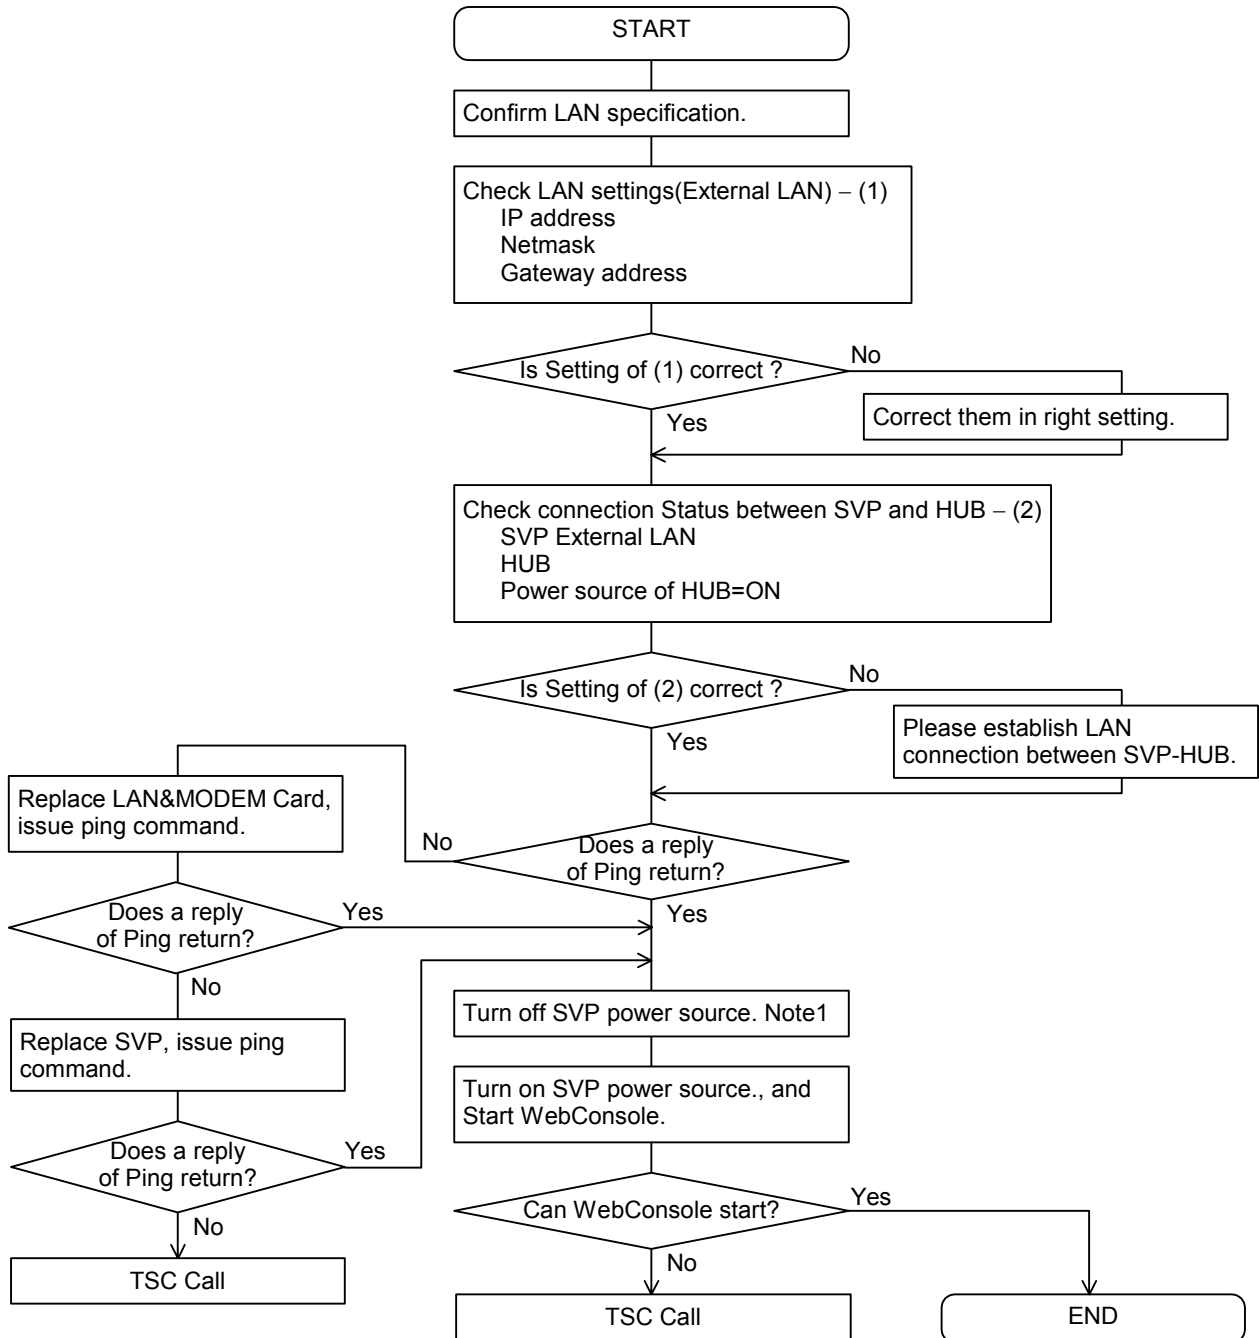 START
Confirm LAN specification.
Check LAN settings(External LAN) – (1)
IP address
Netmask
Gateway address
Is Setting of (1) correct ?
No
Yes
Correct them in right setting.
Check connection Status between SVP and HUB – (2)
SVP External LAN
HUB
Power source of HUB=ON
Is Setting of (2) correct ?
No
Yes
Please establish LAN
connection between SVP-HUB.
Does a reply
of Ping return?
No
Yes
Replace LAN&MODEM Card,
issue ping command.
Does a reply
of Ping return?
Yes
No
Replace SVP, issue ping
command.
Does a reply
of Ping return?
Yes
No
TSC Call
Turn off SVP power source. Note1
Turn on SVP power source., and
Start WebConsole.
Can WebConsole start?
Yes
No
TSC Call
END